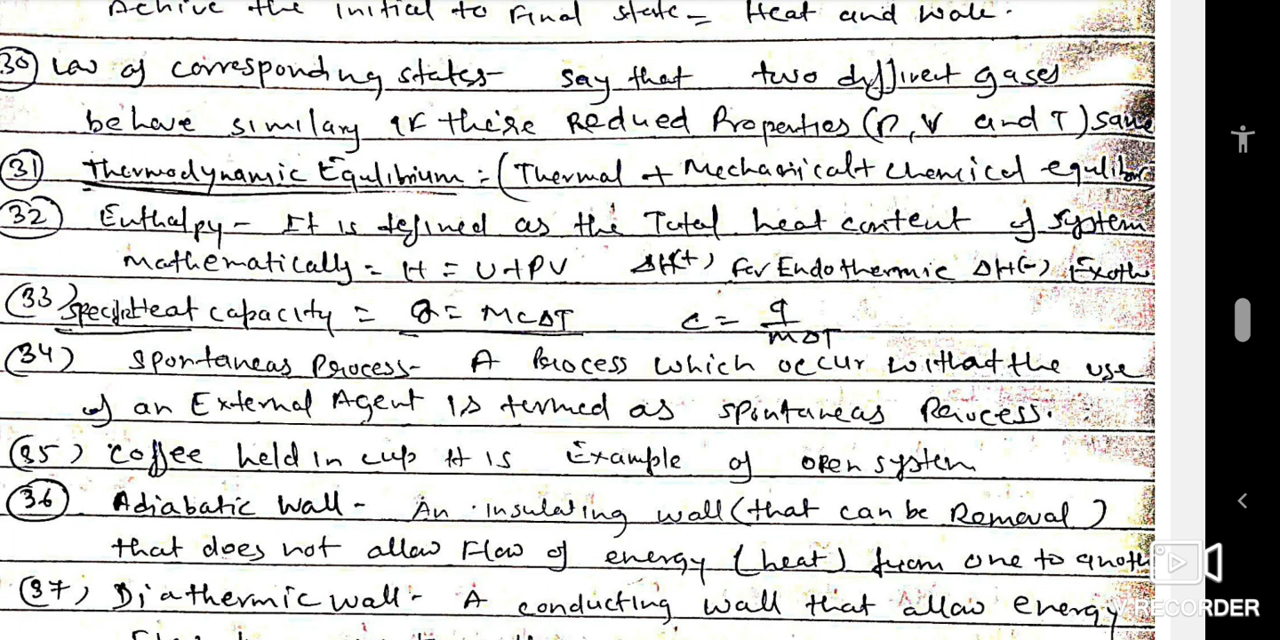 Achive the initial to Final state = Heat and work.
30) Law of corresponding states- say that two diffirent gases
behave similary if theire Redued Properties (P, V and T) same
31) Thermodynamic Equlibrium = (Thermal + Mechanical + chemical equlibr
32) Enthalpy - It is defined as the Total heat content of system
mathematically = H = U+PV ΔH(+) For Endothermic ΔH(-) Exoth
(33) specific Heat capacity = q = MCΔT c = q/mΔT
(34) spontaneas Process- A Process which occur without the use
of an External Agent is termed as spontaneas Process.
(35) coffee held in cup it is Example of open system
36 Adiabatic wall - An insulating wall (that can be Removal)
that does not allow Flow of energy (heat) from one to anoth
(37) Diathermic wall - A conducting wall that allow energy
V RECORDER